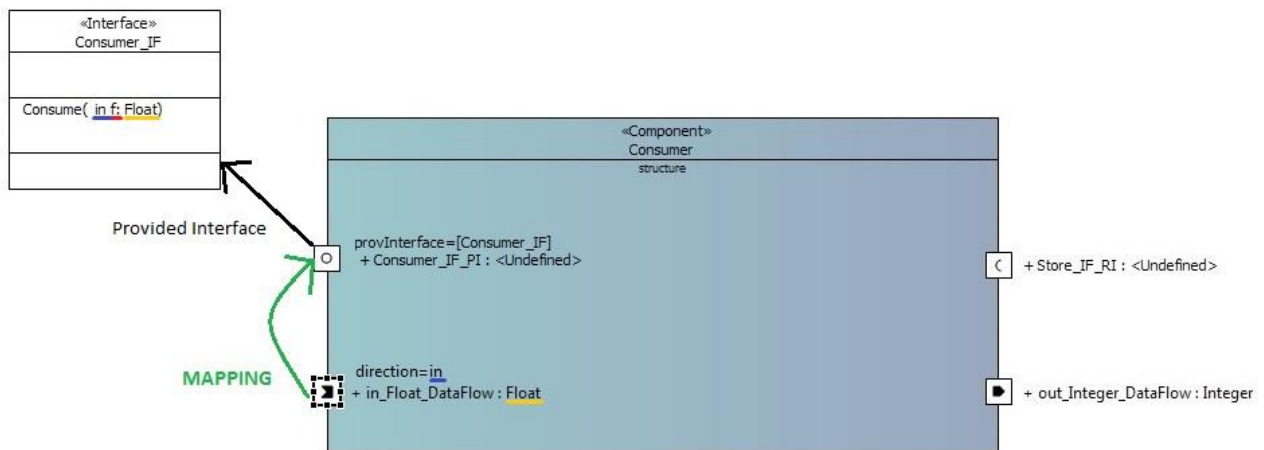 «Interface»
Consumer_IF
Consume( in f: Float)
«Component»
Consumer
structure
Provided Interface
provInterface=[Consumer_IF]
+ Consumer_IF_PI : <Undefined>
+ Store_IF_RI : <Undefined>
MAPPING
direction=in
+ in_Float_DataFlow : Float
+ out_Integer_DataFlow : Integer